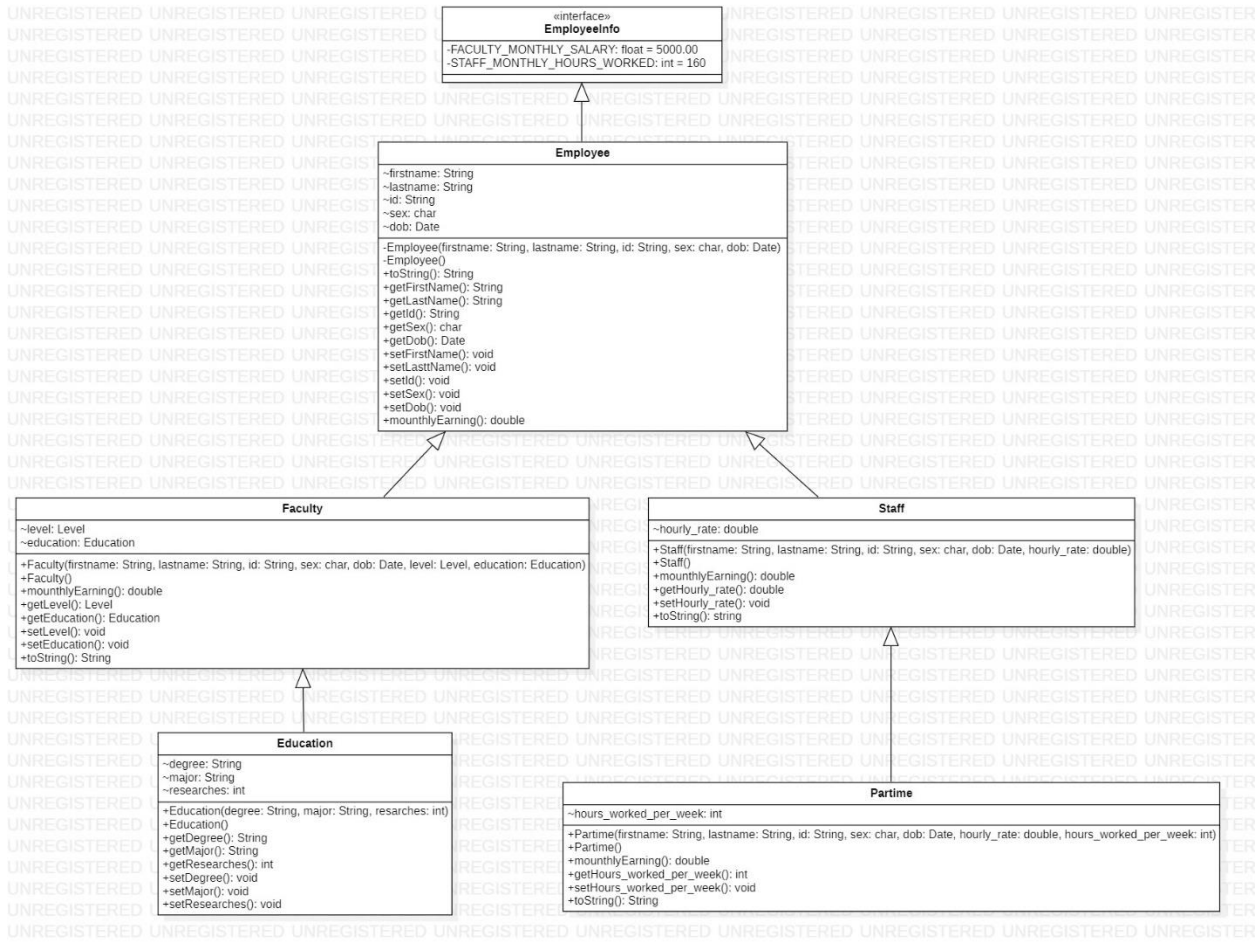 «interface»
EmployeeInfo
-FACULTY_MONTHLY_SALARY: float = 5000.00
-STAFF_MONTHLY_HOURS_WORKED: int = 160
Employee
~firstname: String
~lastname: String
~id: String
~sex: char
~dob: Date
-Employee(firstname: String, lastname: String, id: String, sex: char, dob: Date)
-Employee()
+toString(): String
+getFirstName(): String
+getLastName(): String
+getId(): String
+getSex(): char
+getDob(): Date
+setFirstName(): void
+setLasttName(): void
+setId(): void
+setSex(): void
+setDob(): void
+mounthlyEarning(): double
Faculty
~level: Level
~education: Education
+Faculty(firstname: String, lastname: String, id: String, sex: char, dob: Date, level: Level, education: Education)
+Faculty()
+mounthlyEarning(): double
+getLevel(): Level
+getEducation(): Education
+setLevel(): void
+setEducation(): void
+toString(): String
Staff
~hourly_rate: double
+Staff(firstname: String, lastname: String, id: String, sex: char, dob: Date, hourly_rate: double)
+Staff()
+mounthlyEarning(): double
+getHourly_rate(): double
+setHourly_rate(): void
+toString(): string
Education
~degree: String
~major: String
~researches: int
+Education(degree: String, major: String, resarches: int)
+Education()
+getDegree(): String
+getMajor(): String
+getResearches(): int
+setDegree(): void
+setMajor(): void
+setResearches(): void
Partime
~hours_worked_per_week: int
+Partime(firstname: String, lastname: String, id: String, sex: char, dob: Date, hourly_rate: double, hours_worked_per_week: int)
+Partime()
+mounthlyEarning(): double
+getHours_worked_per_week(): int
+setHours_worked_per_week(): void
+toString(): String
UNREGISTERED